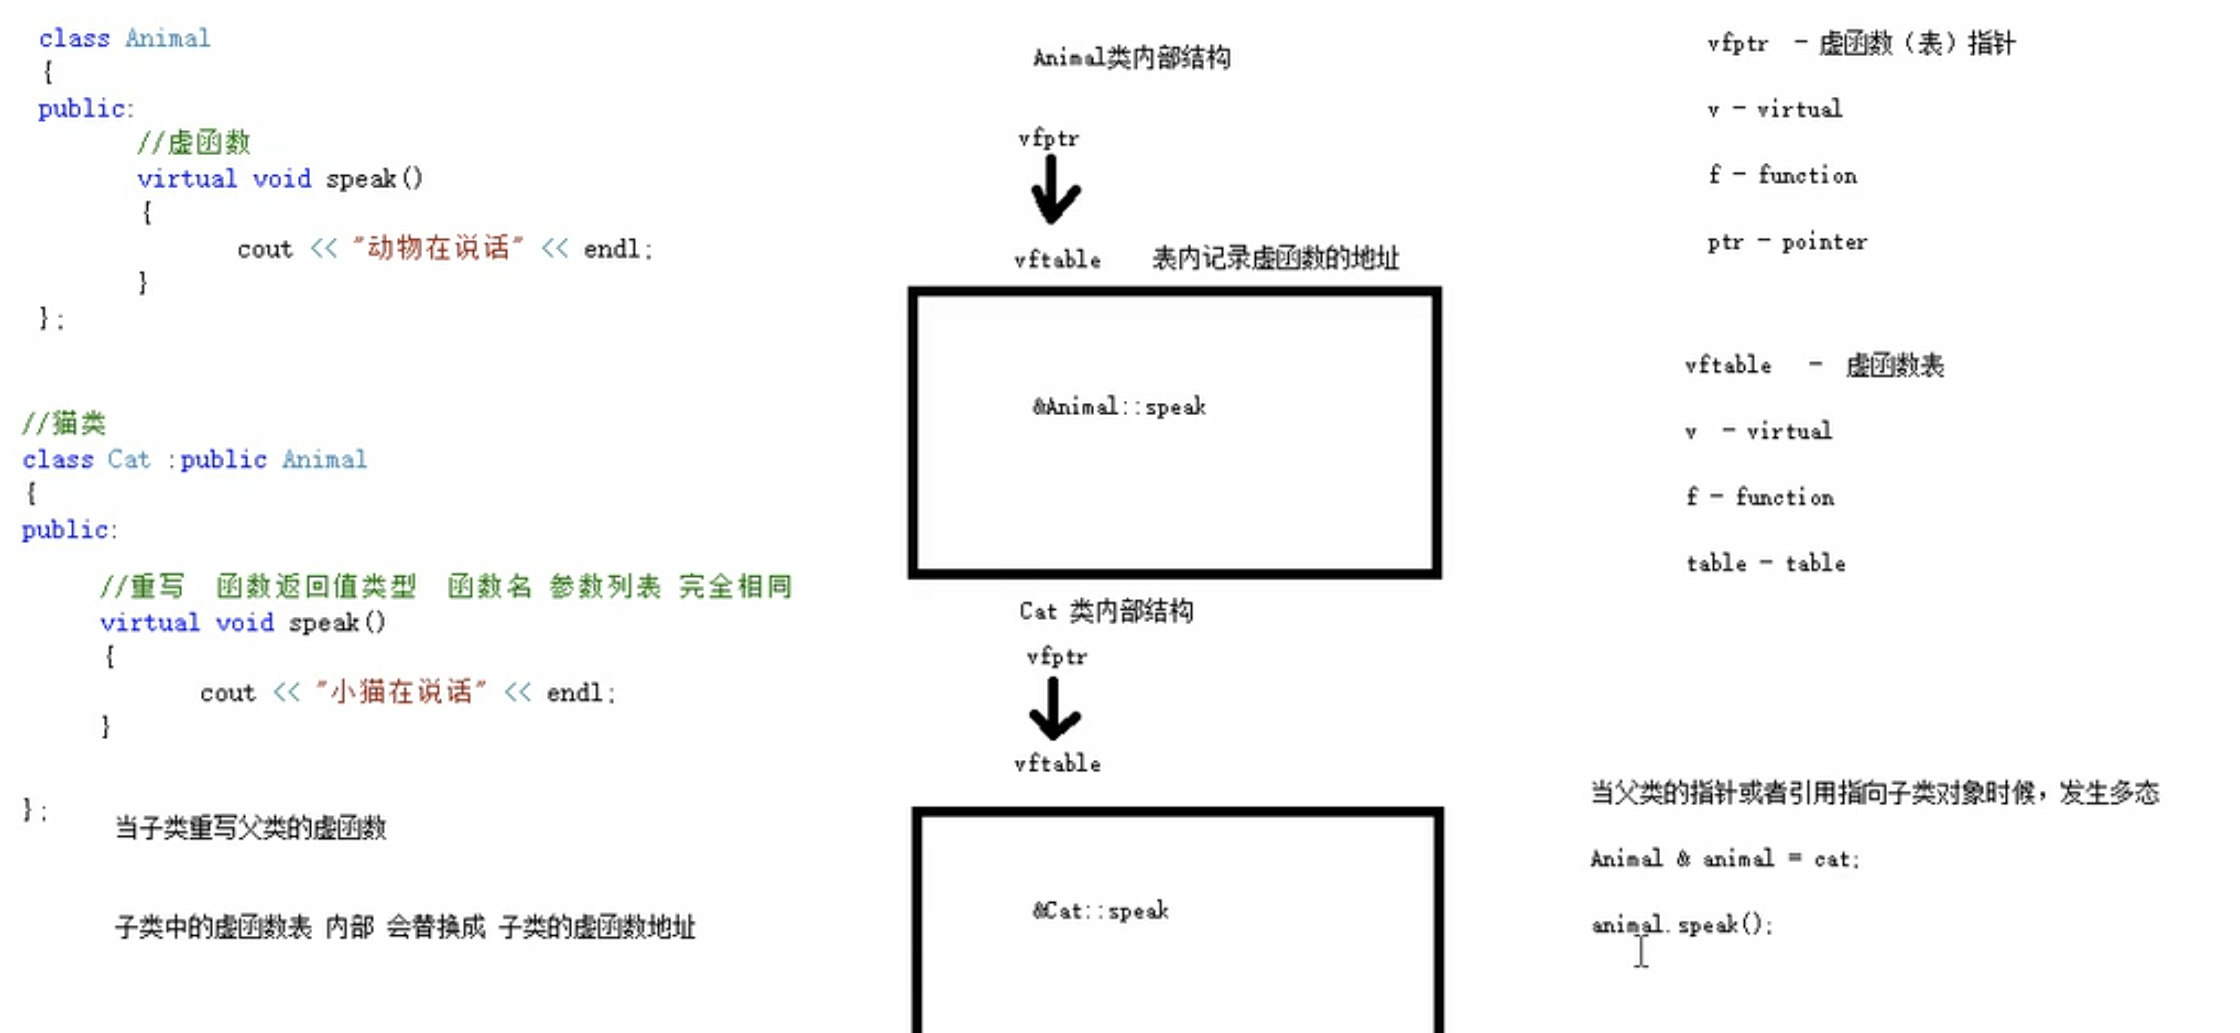 class Animal
{
public:
//虚函数
virtual void speak()
{
cout << "动物在说话" << endl;
}
};
//猫类
class Cat :public Animal
{
public:
//重写 函数返回值类型 函数名 参数列表 完全相同
virtual void speak()
{
cout << "小猫在说话" << endl;
}
};
当子类重写父类的虚函数
子类中的虚函数表 内部 会替换成 子类的虚函数地址
Animal类内部结构
vfptr
vftable 表内记录虚函数的地址
&Animal::speak
Cat 类内部结构
vfptr
vftable
&Cat::speak
vfptr - 虚函数（表）指针
v - virtual
f - function
ptr - pointer
vftable - 虚函数表
v - virtual
f - function
table - table
当父类的指针或者引用指向子类对象时候，发生多态
Animal & animal = cat;
animal.speak();